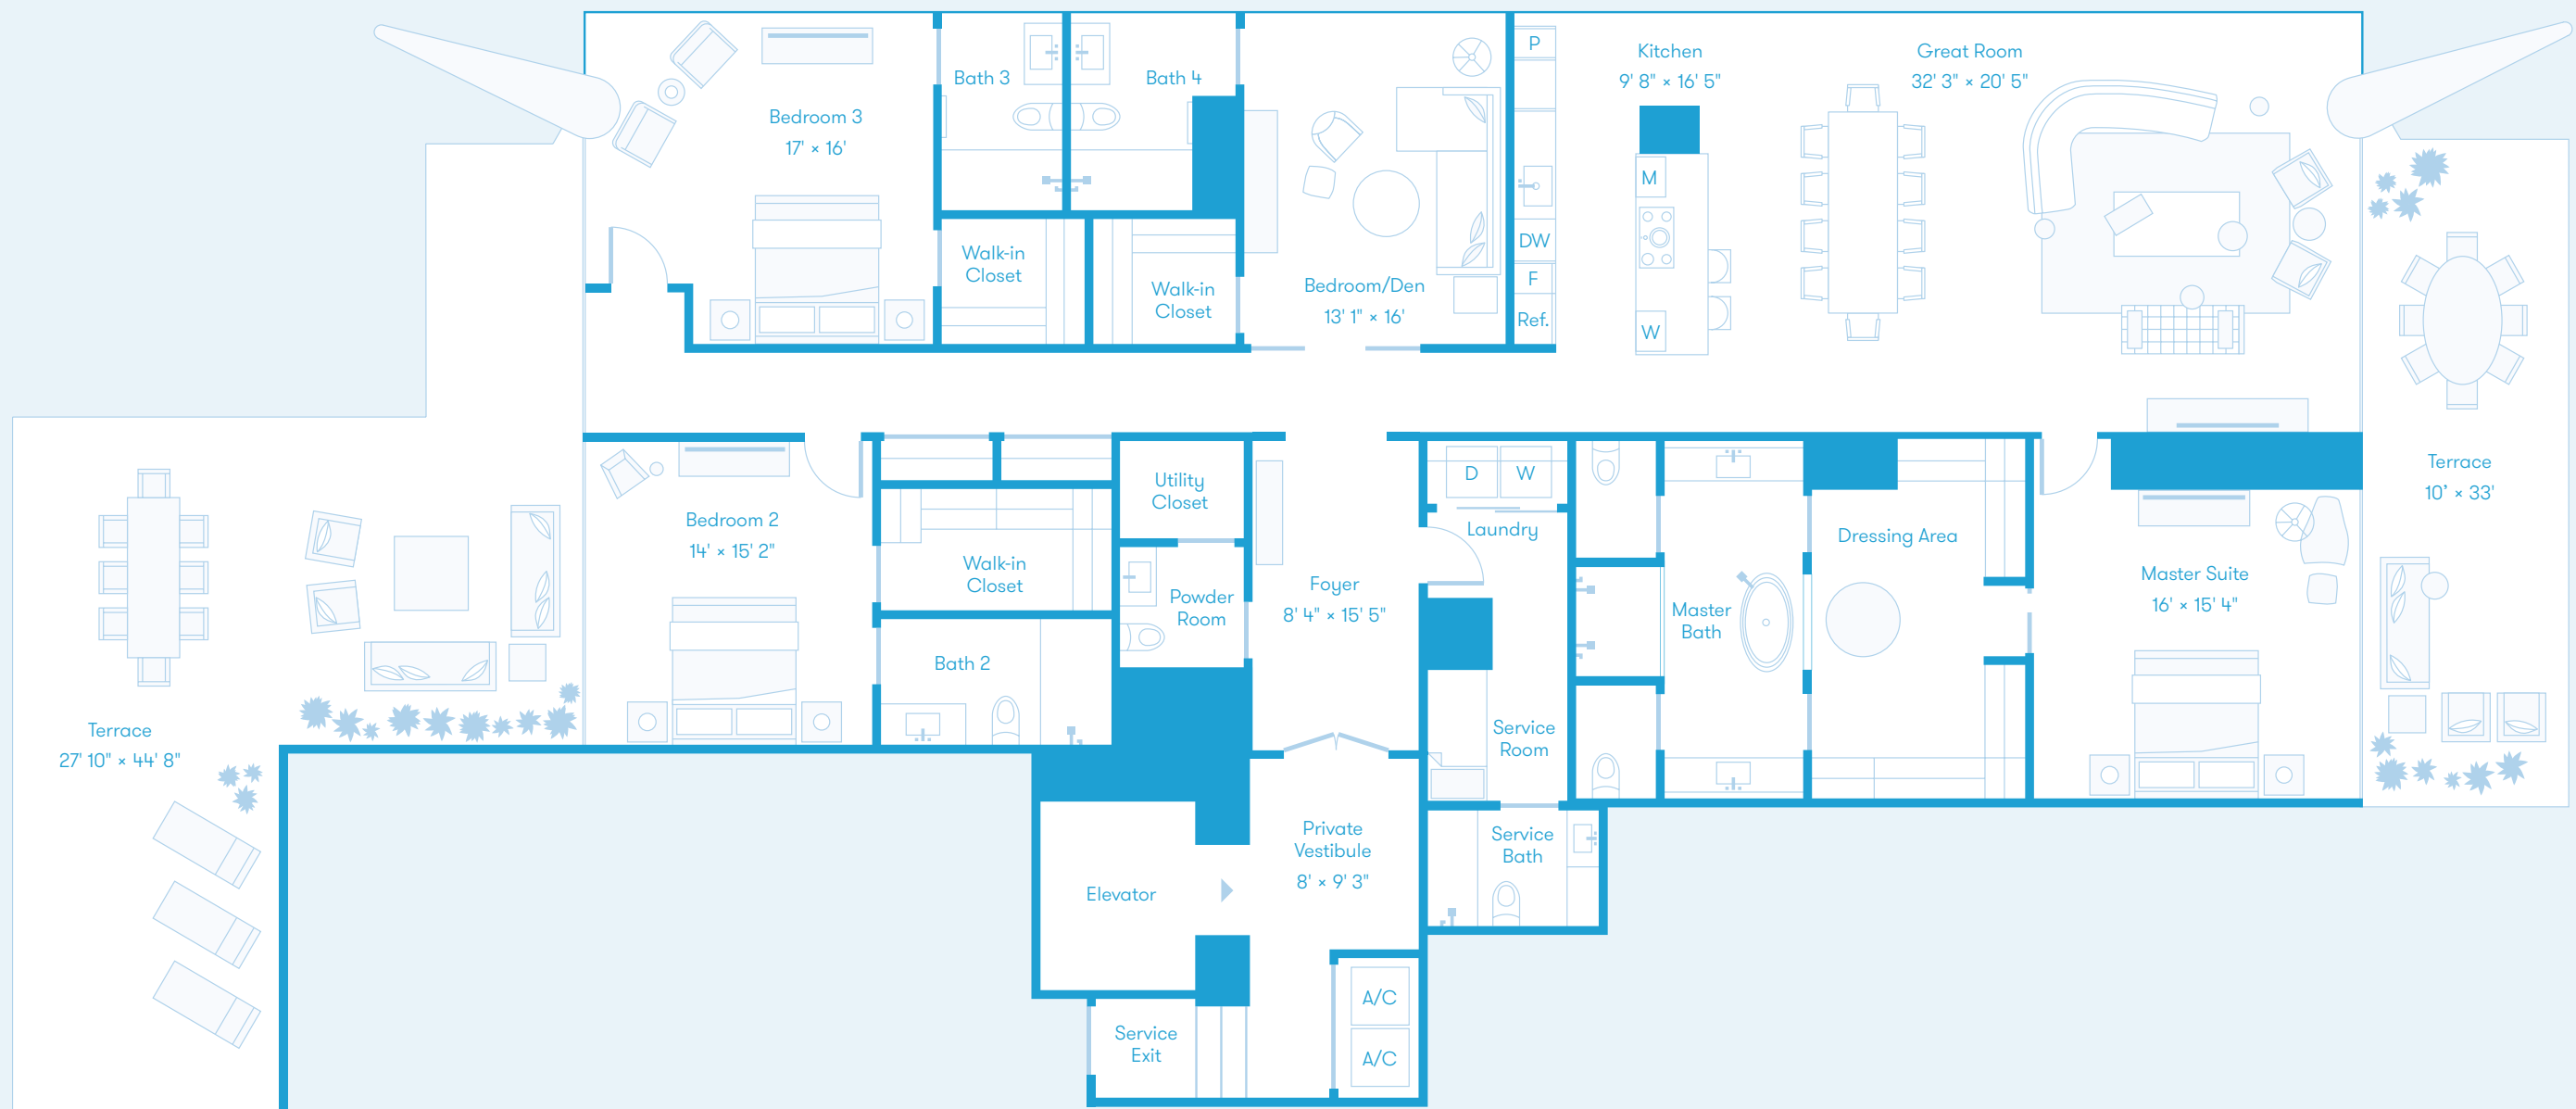 P
Kitchen
9' 8" × 16' 5"
Great Room
32' 3" × 20' 5"
Bath 3
Bath 4
Bedroom 3
17' × 16'
M
DW
F
Ref.
W
Walk-in
Closet
Walk-in
Closet
Bedroom/Den
13' 1" × 16'
Terrace
10’ × 33'
Utility
Closet
D
W
Laundry
Bedroom 2
14' × 15' 2"
Walk-in
Closet
Dressing Area
Master Suite
16' × 15' 4"
Powder
Room
Foyer
8' 4" × 15' 5"
Master
Bath
Bath 2
Terrace
27' 10" × 44' 8"
Service
Room
Private
Vestibule
8' × 9' 3"
Service
Bath
Elevator
A/C
Service
Exit
A/C